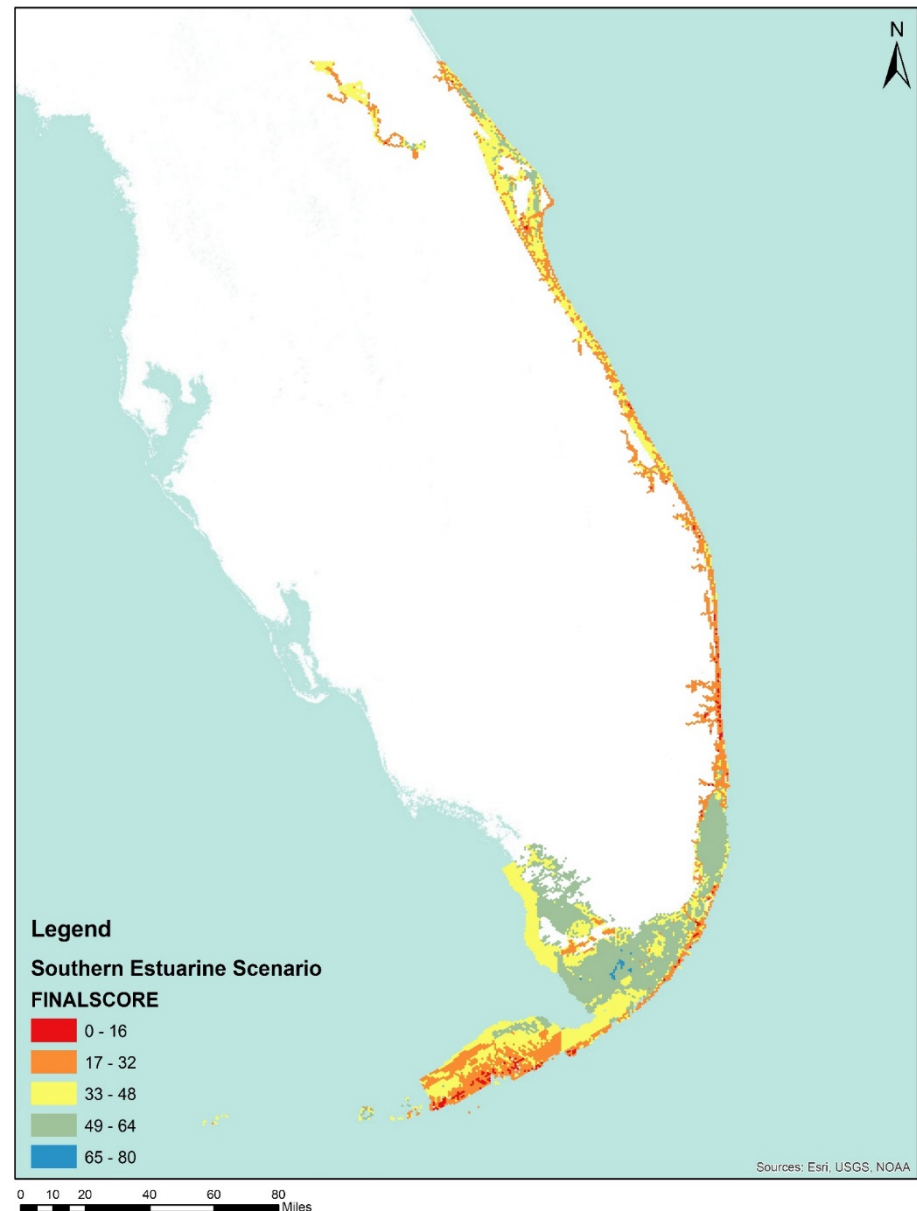 N
Legend
Southern Estuarine Scenario
FINALSCORE
0 - 16
17 - 32
33 - 48
49 - 64
65 - 80
Sources: Esri, USGS, NOAA
0 10 20 40 60 80
Miles